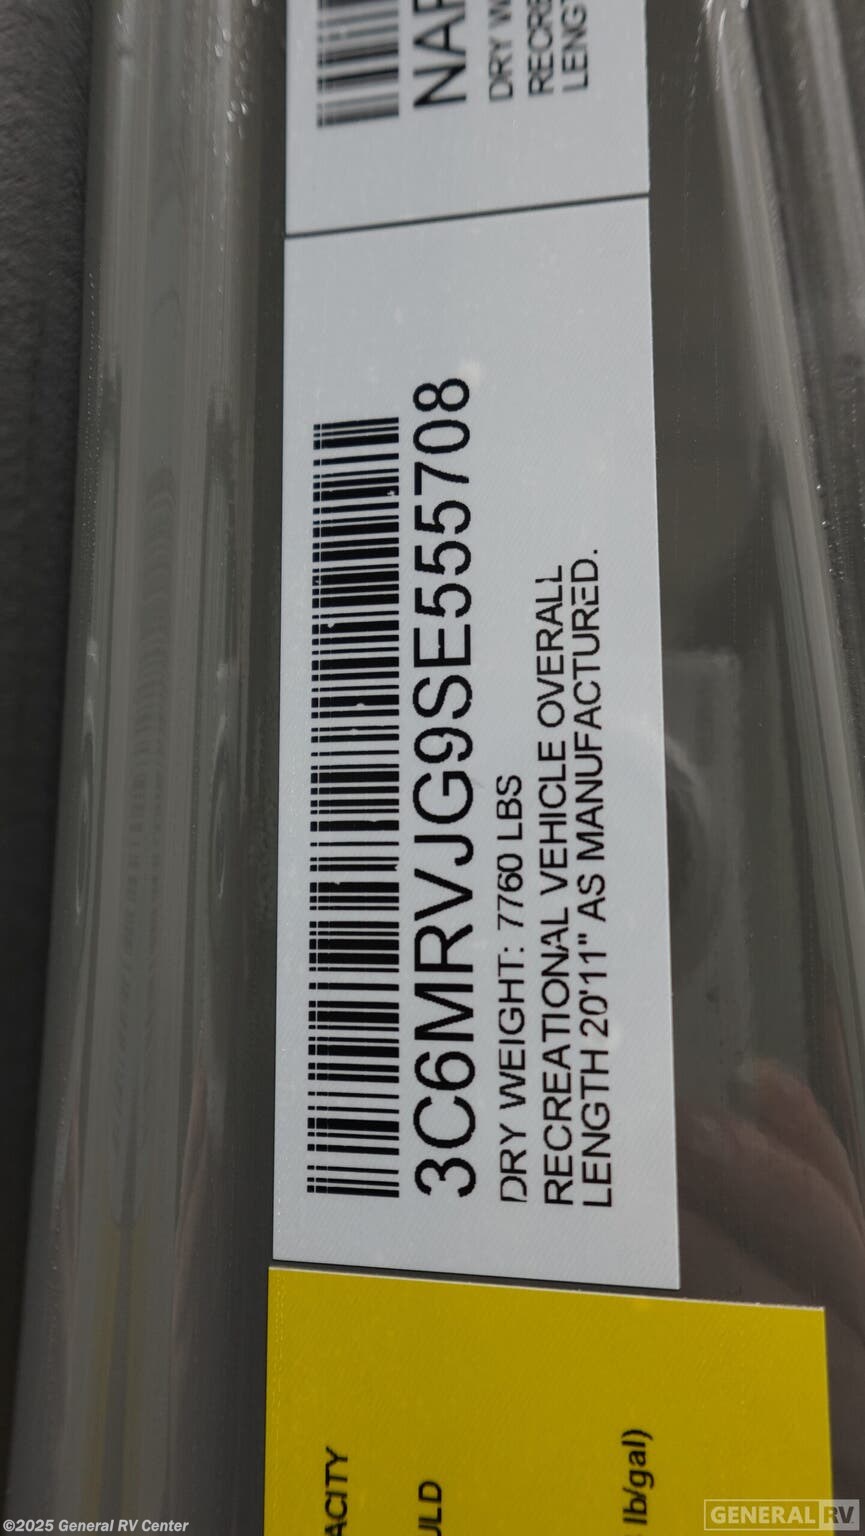 3C6MRVJG9SE555708
DRY WEIGHT: 7760 LBS
RECREATIONAL VEHICLE OVERALL
LENGTH 20'11" AS MANUFACTURED.
NAR
DRY W
RECRE
LENGT
ACITY
ULD
lb/gal)
©2025 General RV Center
GENERAL RV